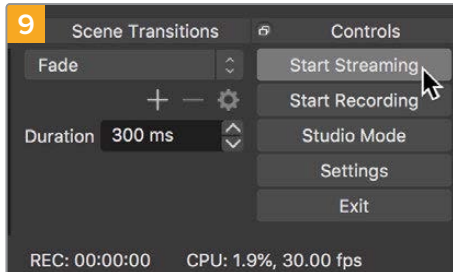 9
Scene Transitions
Controls
Fade
Start Streaming
Start Recording
Duration 300 ms
Studio Mode
Settings
Exit
REC: 00:00:00 CPU: 1.9%, 30.00 fps